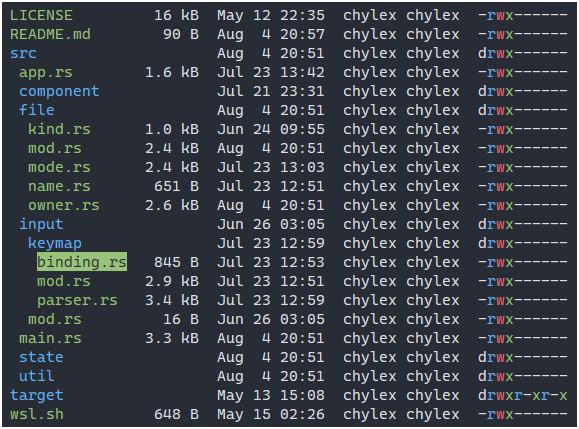 LICENSE         16 kB  May 12 22:35  chylex chylex  -rwx------
README.md        90 B  Aug  4 20:57  chylex chylex  -rwx------
src                    Aug  4 20:51  chylex chylex  drwx------
 app.rs        1.6 kB  Jul 23 13:42  chylex chylex  -rwx------
 component             Jul 21 23:31  chylex chylex  drwx------
 file                  Aug  4 20:51  chylex chylex  drwx------
  kind.rs      1.0 kB  Jun 24 09:55  chylex chylex  -rwx------
  mod.rs       2.4 kB  Aug  4 20:51  chylex chylex  -rwx------
  mode.rs      2.4 kB  Jul 23 13:03  chylex chylex  -rwx------
  name.rs       651 B  Jul 23 12:51  chylex chylex  -rwx------
  owner.rs     2.6 kB  Aug  4 20:51  chylex chylex  -rwx------
 input                 Jun 26 03:05  chylex chylex  drwx------
  keymap               Jul 23 12:59  chylex chylex  drwx------
   binding.rs   845 B  Jul 23 12:53  chylex chylex  -rwx------
   mod.rs      2.9 kB  Jul 23 12:51  chylex chylex  -rwx------
   parser.rs   3.4 kB  Jul 23 12:59  chylex chylex  -rwx------
  mod.rs         16 B  Jun 26 03:05  chylex chylex  -rwx------
 main.rs       3.3 kB  Aug  4 20:51  chylex chylex  -rwx------
 state                 Aug  4 20:51  chylex chylex  drwx------
 util                  Aug  4 20:51  chylex chylex  drwx------
target                 May 13 15:08  chylex chylex  drwxr-xr-x
wsl.sh          648 B  May 15 02:26  chylex chylex  -rwx------